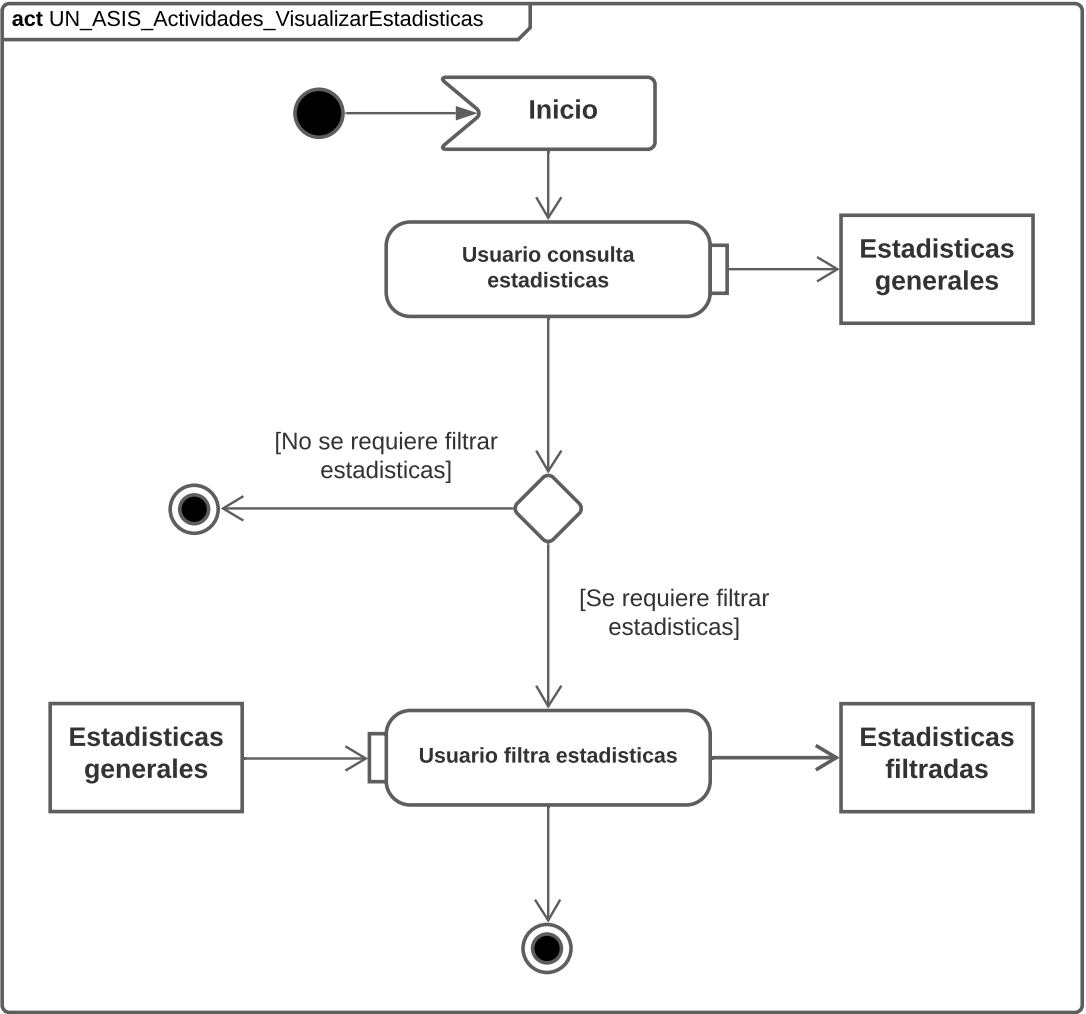 act UN_ASIS_Actividades_VisualizarEstadisticas
Inicio
Usuario consulta
estadisticas
Estadisticas
generales
[No se requiere filtrar
estadisticas]
[Se requiere filtrar
estadisticas]
Estadisticas
generales
Usuario filtra estadisticas
Estadisticas
filtradas